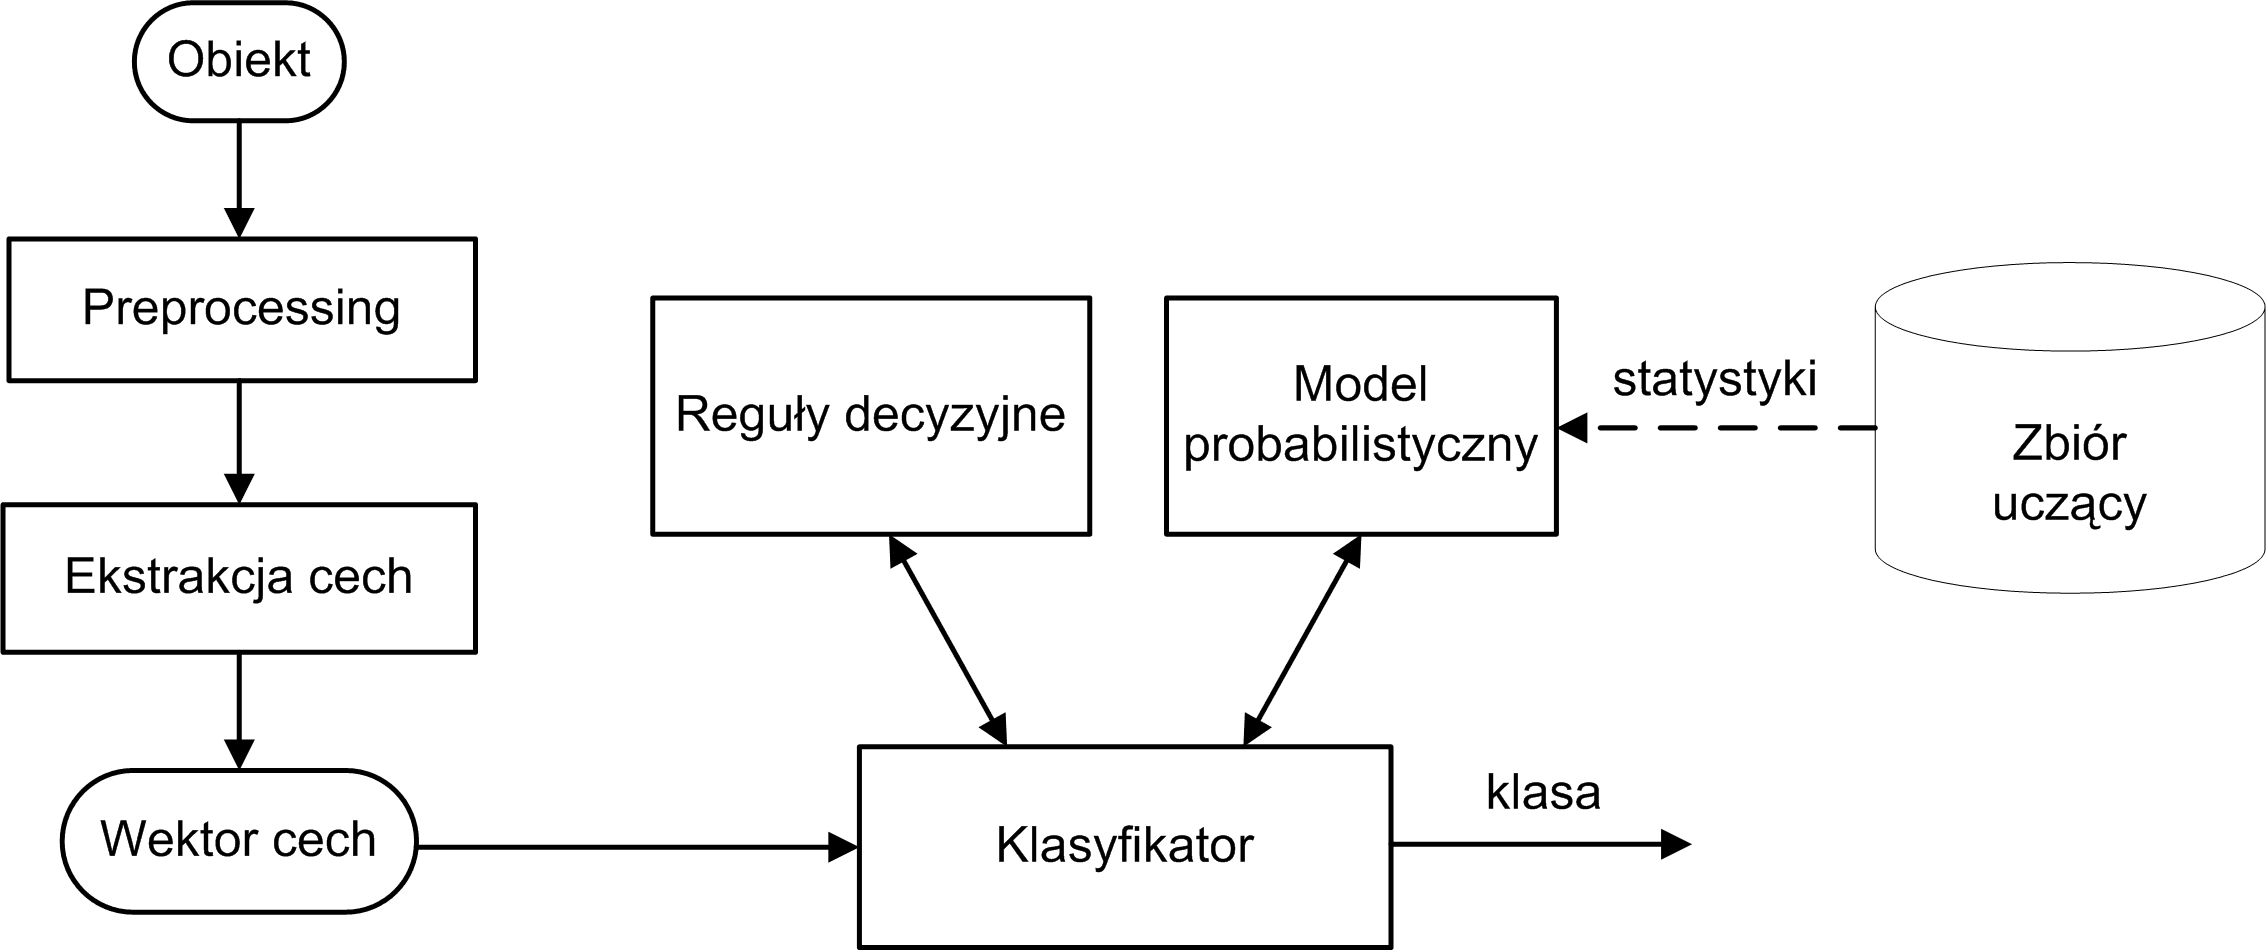 Obiekt
Preprocessing
Ekstrakcja cech
Wektor cech
Reguły decyzyjne
Model
probabilistyczny
statystyki
Zbiór
uczący
Klasyfikator
klasa